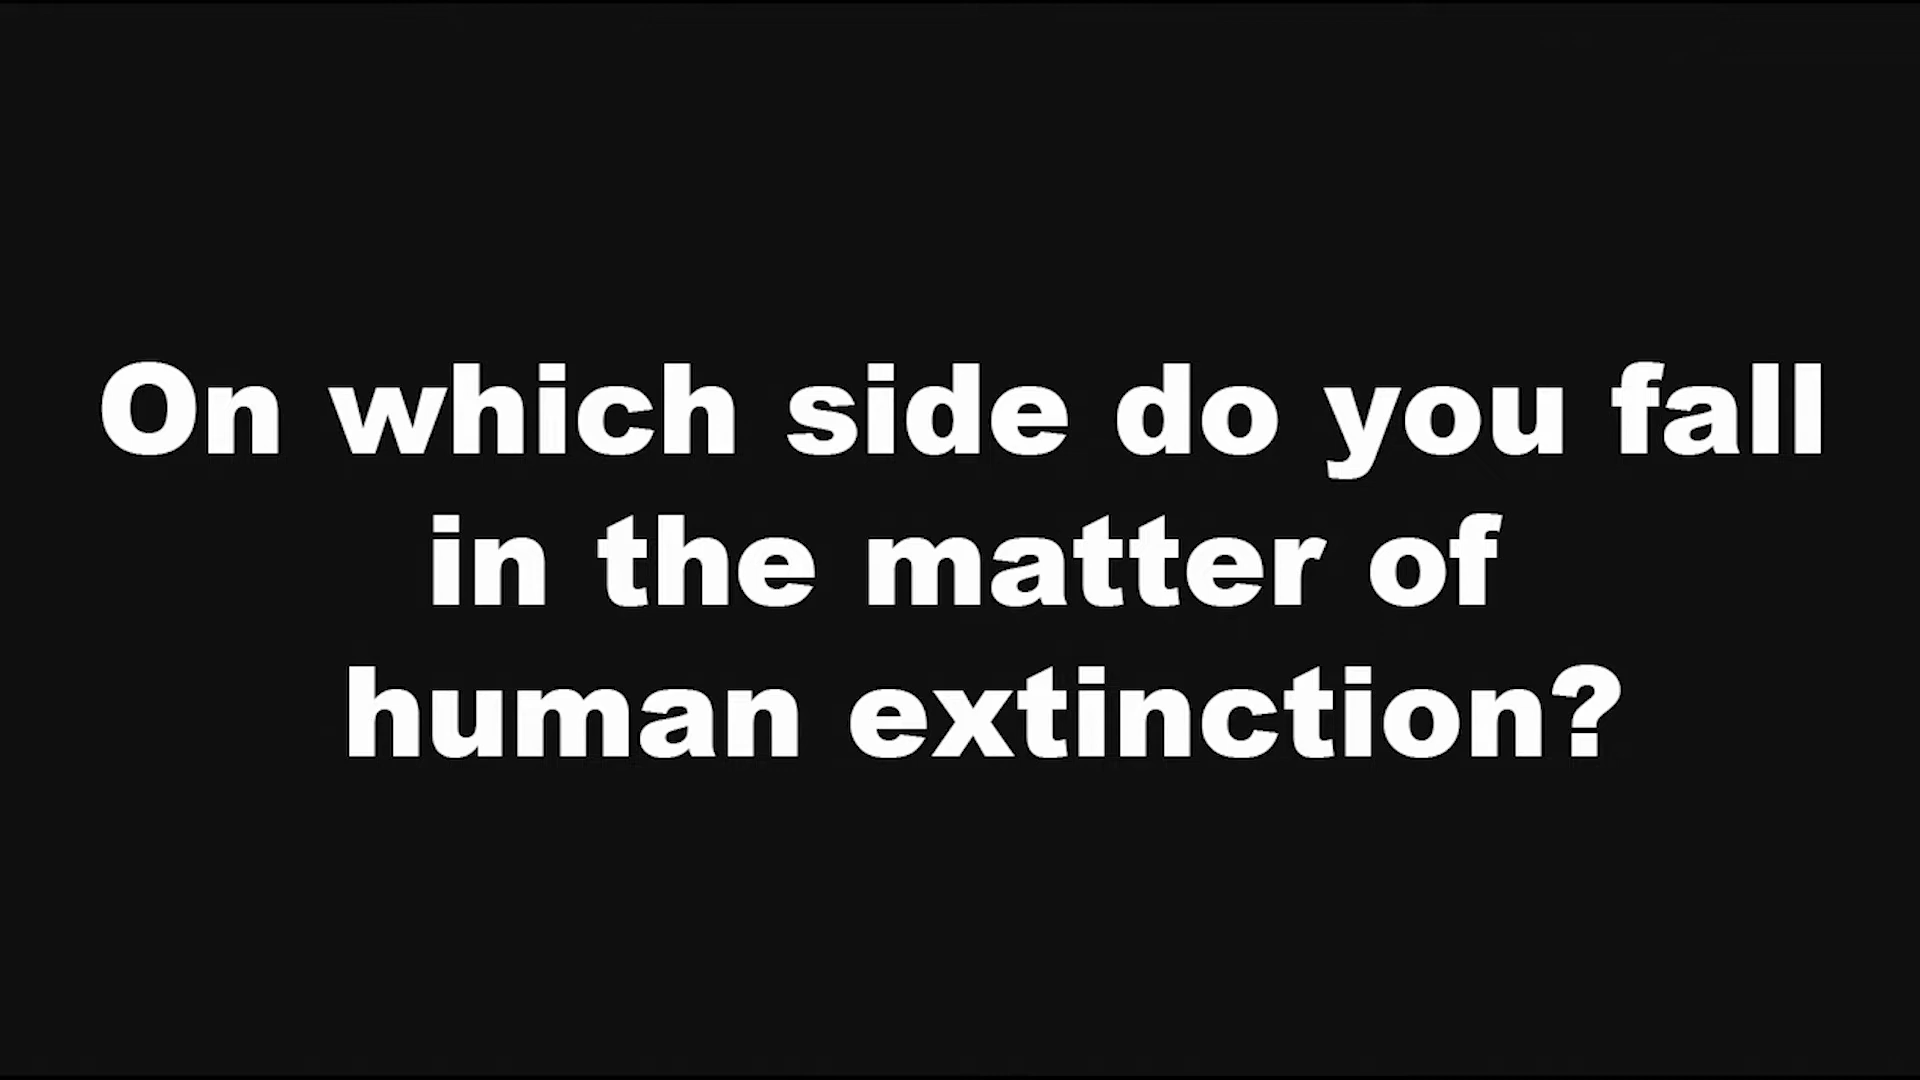 On which side do you fall
in the matter of
human extinction?